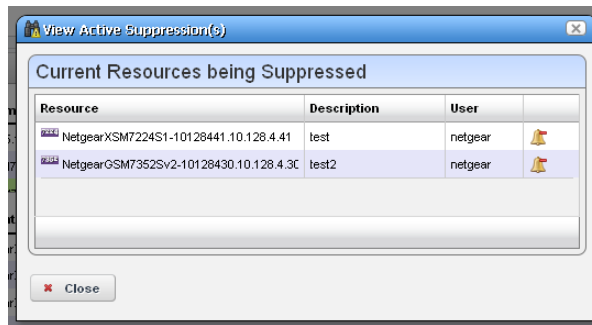 View Active Suppression(s)
Current Resources being Suppressed
Resource Description User
NetgearXSM7224S1-10128441.10.128.4.41 test netgear
NetgearGSM7352Sv2-10128430.10.128.4.30 test2 netgear
Close